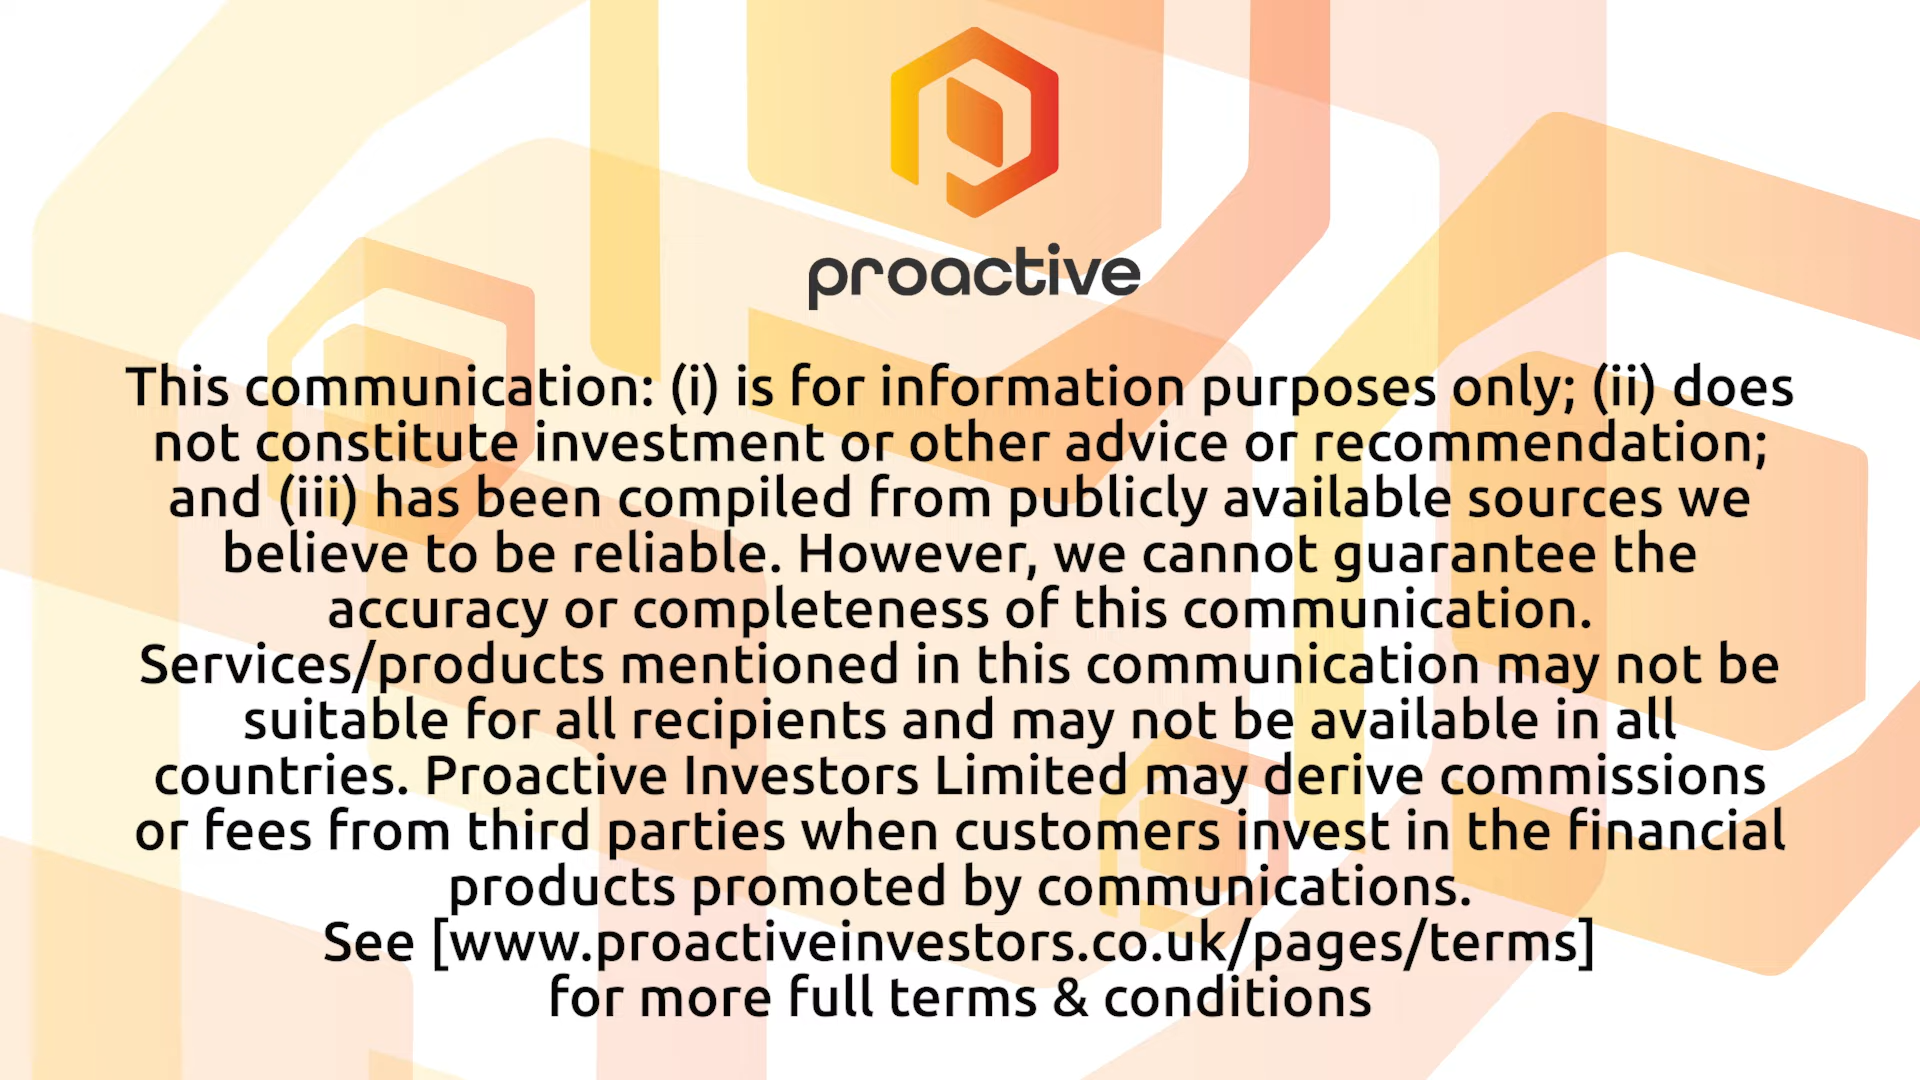 proactive
This communication: (i) is for information purposes only; (ii) does
not constitute investment or other advice or recommendation;
and (iii) has been compiled from publicly available sources we
believe to be reliable. However, we cannot guarantee the
accuracy or completeness of this communication.
Services/products mentioned in this communication may not be
suitable for all recipients and may not be available in all
countries. Proactive Investors Limited may derive commissions
or fees from third parties when customers invest in the financial
products promoted by communications.
See [www.proactiveinvestors.co.uk/pages/terms]
for more full terms & conditions